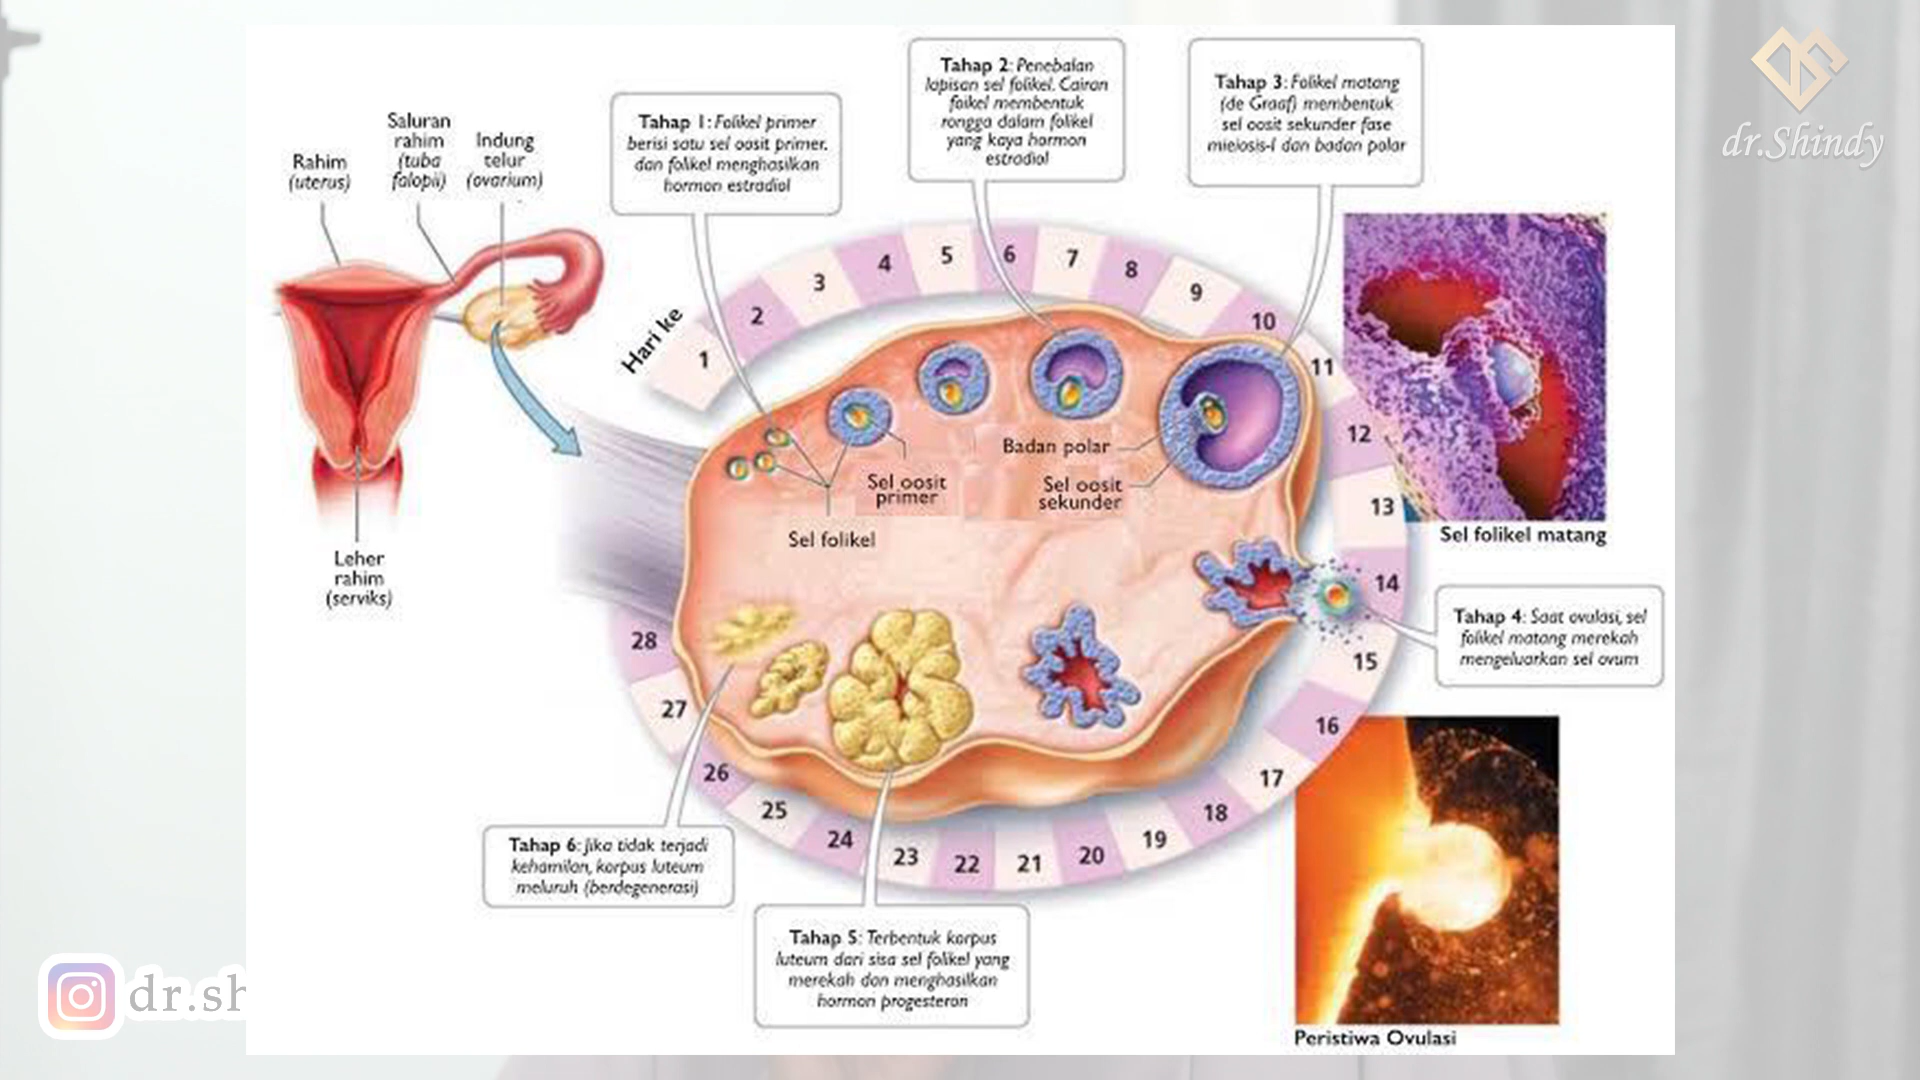 dr.Shindy
Rahim
(uterus)
Saluran
rahim
(tuba
falopii)
Indung
telur
(ovarium)
Leher
rahim
(serviks)
Tahap 1: Folikel primer
berisi satu sel oosit primer.
dan folikel menghasilkan
hormon estradiol
Tahap 2: Penebalan
lapisan sel folikel. Cairan
foikel membentuk
rongga dalam folikel
yang kaya hormon
estradiol
Tahap 3: Folikel matang
(de Graaf) membentuk
sel oosit sekunder fase
mieiosis-I dan badan polar
Hari ke
1
2
3
4
5
6
7
8
9
10
11
12
13
14
15
16
17
18
19
20
21
22
23
24
25
26
27
28
Sel oosit
primer
Sel folikel
Badan polar
Sel oosit
sekunder
Sel folikel matang
Tahap 4: Saat ovulasi, sel
folikel matang merekah
mengeluarkan sel ovum
Peristiwa Ovulasi
Tahap 5: Terbentuk korpus
luteum dari sisa sel folikel yang
merekah dan menghasilkan
hormon progesteron
Tahap 6: Jika tidak terjadi
kehamilan, korpus luteum
meluruh (berdegenerasi)
dr.sh